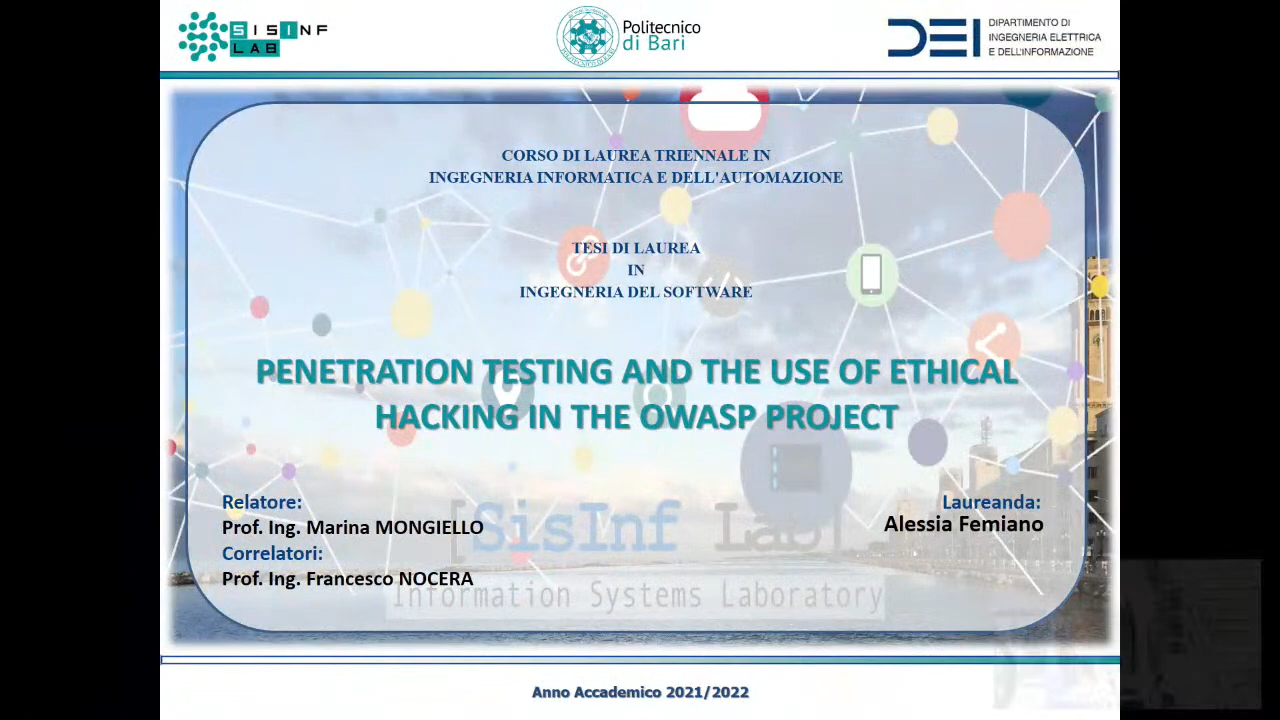 SISINF
LAB
Politecnico
di Bari
DEI
DIPARTIMENTO DI
INGEGNERIA ELETTRICA
E DELL'INFORMAZIONE
CORSO DI LAUREA TRIENNALE IN
INGEGNERIA INFORMATICA E DELL'AUTOMAZIONE
TESI DI LAUREA
IN
INGEGNERIA DEL SOFTWARE
PENETRATION TESTING AND THE USE OF ETHICAL
HACKING IN THE OWASP PROJECT
Relatore:
Prof. Ing. Marina MONGIELLO
Correlatori:
Prof. Ing. Francesco NOCERA
Laureanda:
Alessia Femiano
[SisInf Lab]
Information Systems Laboratory
Anno Accademico 2021/2022